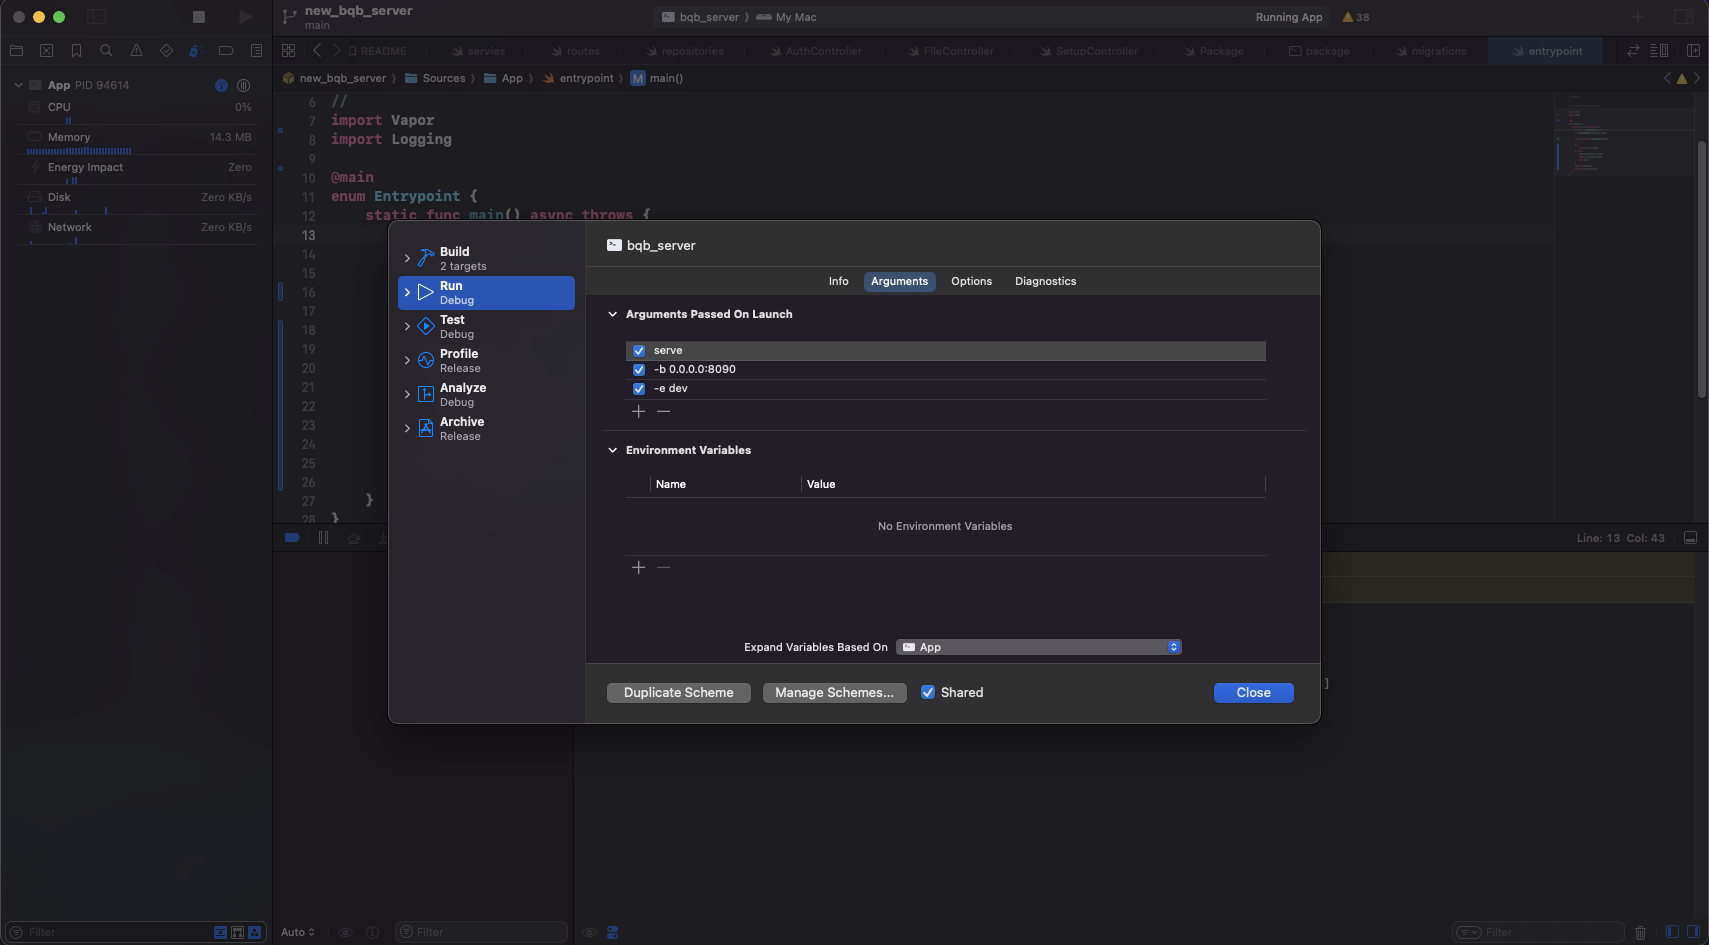 new_bqb_server
main
bqb_server
My Mac
Running App
38
README
servies
routes
repositories
AuthController
FileController
SetupController
Package
package
migrations
entrypoint
new_bqb_server
Sources
App
entrypoint
M main()
App PID 94614
CPU 0%
Memory 14.3 MB
Energy Impact Zero
Disk Zero KB/s
Network Zero KB/s
6 //
7 import Vapor
8 import Logging
9
10 @main
11 enum Entrypoint {
12 static func main() async throws {
13
14
15
16
17
18
19
20
21
22
23
24
25
26
27 }
28 }
Build
2 targets
Run
Debug
Test
Debug
Profile
Release
Analyze
Debug
Archive
Release
bqb_server
Info Arguments Options Diagnostics
Arguments Passed On Launch
serve
-b 0.0.0.0:8090
-e dev
Environment Variables
Name Value
No Environment Variables
Expand Variables Based On App
Duplicate Scheme Manage Schemes... Shared Close
Line: 13 Col: 43
]
Filter
Auto
Filter
Filter